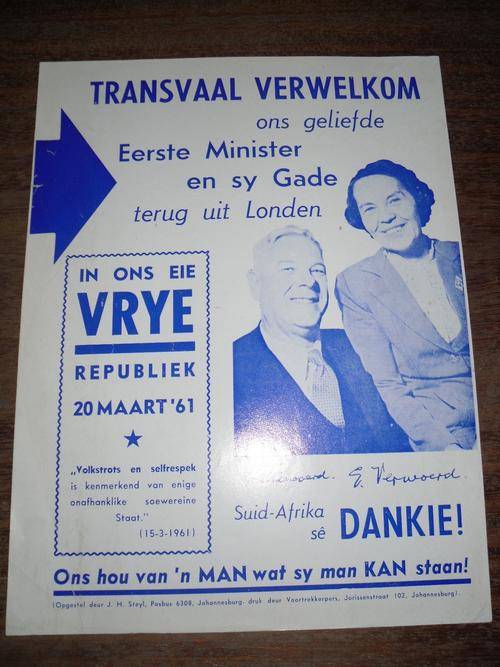 TRANSVAAL VERWELKOM
ons geliefde
Eerste Minister
en sy Gade
terug uit Londen
IN ONS EIE
VRYE
REPUBLIEK
20 MAART '61
„Volkstrots en selfrespek
is kenmerkend van enige
onafhanklike soewereine
Staat."
(15-3-1961)
E. Verwoerd.
Suid-Afrika
sê DANKIE!
Ons hou van 'n MAN wat sy man KAN staan!
(Opgestel deur J. H. Steyl, Posbus 6308, Johannesburg, druk deur Voortrekkerpers, Jorissenstraat 102, Johannesburg).